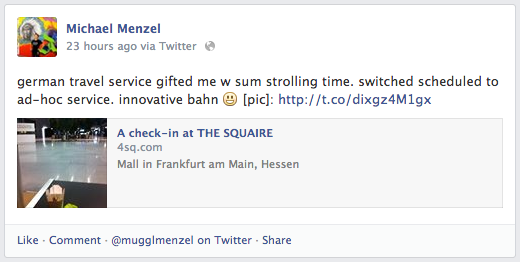 Michael Menzel
23 hours ago via Twitter
german travel service gifted me w sum strolling time. switched scheduled to
ad-hoc service. innovative bahn 😃 [pic]: http://t.co/dixgz4M1gx
A check-in at THE SQUAIRE
4sq.com
Mall in Frankfurt am Main, Hessen
Like · Comment · @mugglmenzel on Twitter · Share